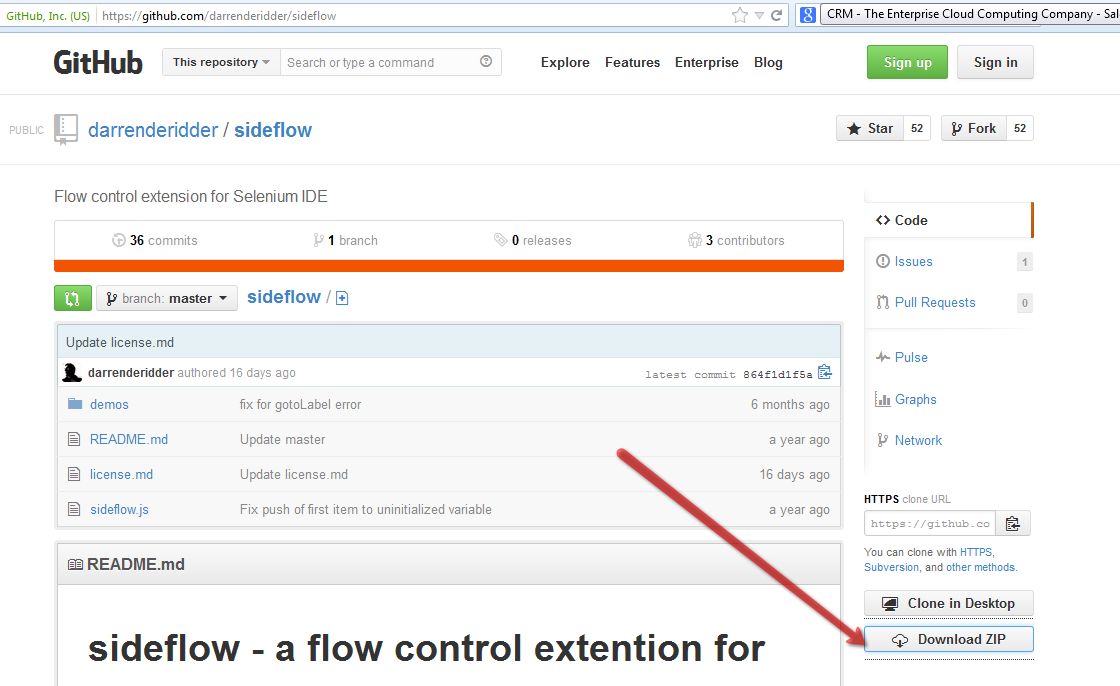 GitHub, Inc. (US) https://github.com/darrenderidder/sideflow CRM - The Enterprise Cloud Computing Company - Sal
GitHub This repository Search or type a command Explore Features Enterprise Blog Sign up Sign in
PUBLIC darrenderidder / sideflow Star 52 Fork 52
Flow control extension for Selenium IDE
36 commits 1 branch 0 releases 3 contributors
branch: master sideflow /
Update license.md
darrenderidder authored 16 days ago latest commit 864f1d1f5a
demos fix for gotoLabel error 6 months ago
README.md Update master a year ago
license.md Update license.md 16 days ago
sideflow.js Fix push of first item to uninitialized variable a year ago
README.md
sideflow - a flow control extention for
Code
Issues 1
Pull Requests 0
Pulse
Graphs
Network
HTTPS clone URL
https://github.co
You can clone with HTTPS,
Subversion, and other methods.
Clone in Desktop
Download ZIP